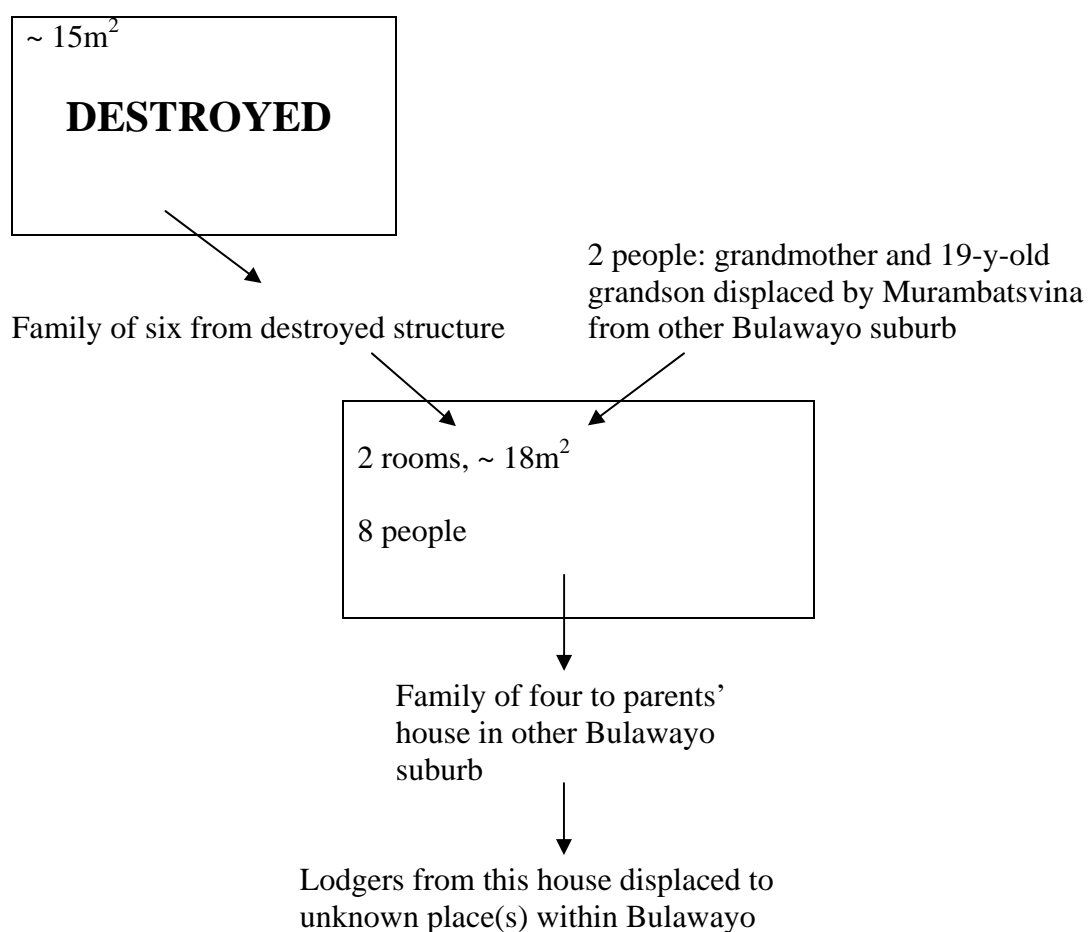 ~ 15m²
DESTROYED
2 people: grandmother and 19-y-old
grandson displaced by Murambatsvina
from other Bulawayo suburb
Family of six from destroyed structure
2 rooms, ~ 18m²
8 people
Family of four to parents’
house in other Bulawayo
suburb
Lodgers from this house displaced to
unknown place(s) within Bulawayo